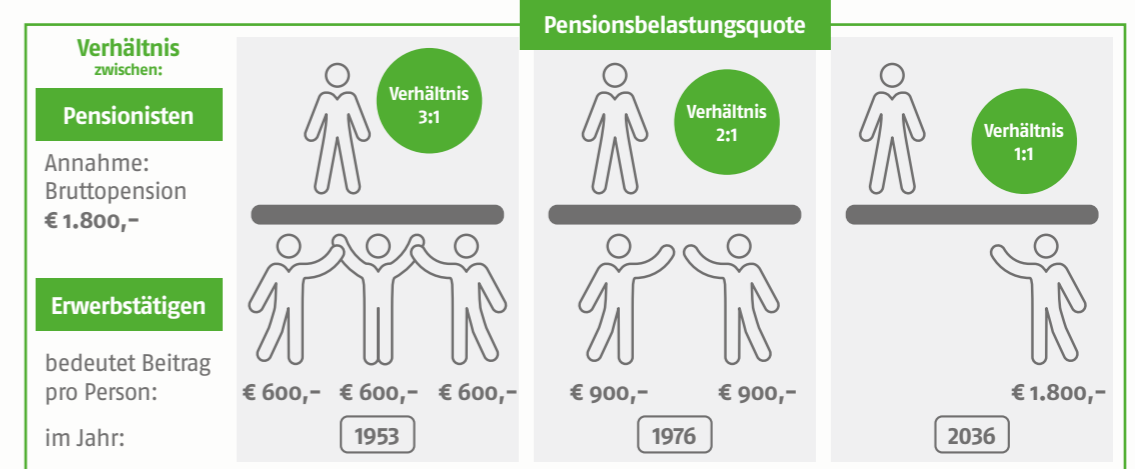 Pensionsbelastungsquote
Verhältnis
zwischen:
Pensionisten
Annahme:
Bruttopension
€ 1.800,–
Erwerbstätigen
bedeutet Beitrag
pro Person:
im Jahr:
Verhältnis
3:1
€ 600,– € 600,– € 600,–
1953
Verhältnis
2:1
€ 900,– € 900,–
1976
Verhältnis
1:1
€ 1.800,–
2036